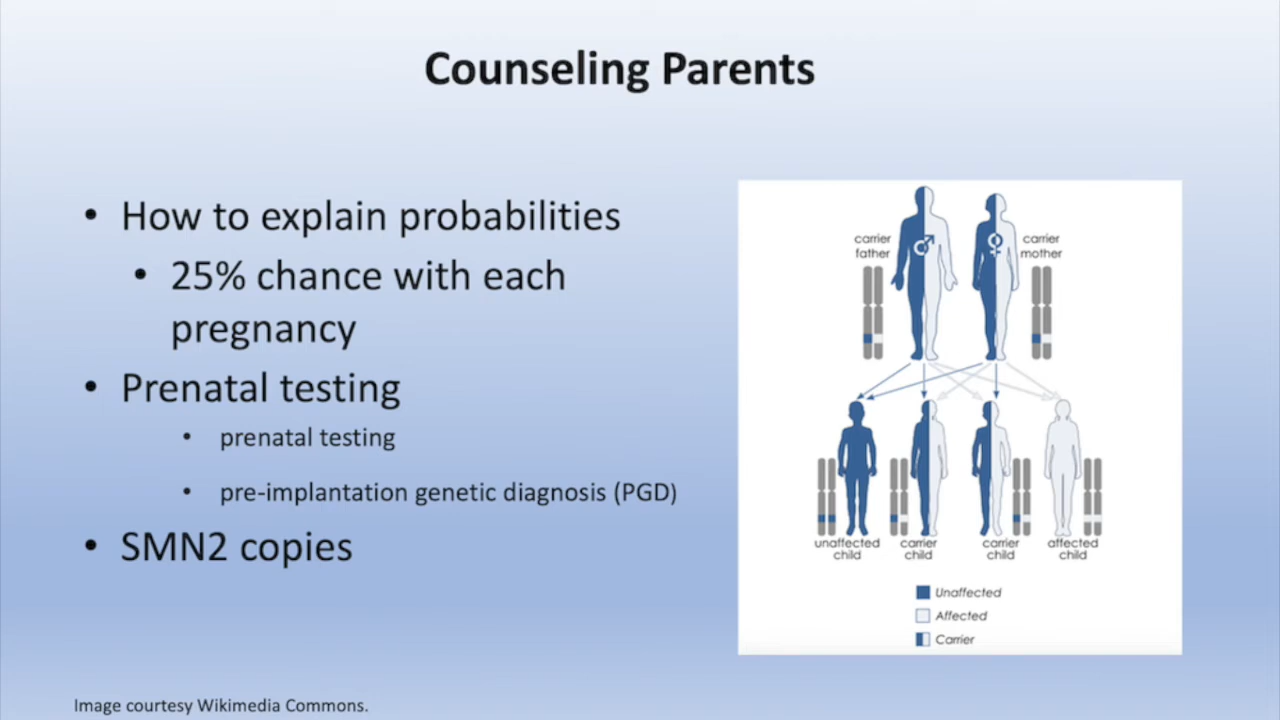 Counseling Parents
• How to explain probabilities
• 25% chance with each
pregnancy
• Prenatal testing
• prenatal testing
• pre-implantation genetic diagnosis (PGD)
• SMN2 copies
carrier
father
carrier
mother
unaffected
child
carrier
child
carrier
child
affected
child
Unaffected
Affected
Carrier
Image courtesy Wikimedia Commons.